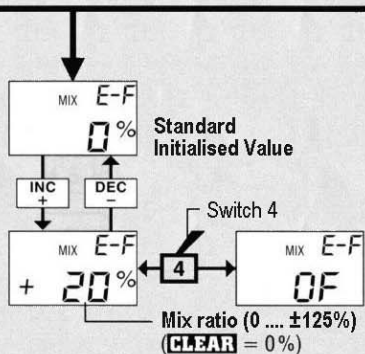 MIX E-F
0%
Standard
Initialised Value
INC
+
DEC
−
Switch 4
MIX E-F
+ 20%
4
MIX E-F
OF
Mix ratio (0 .... ±125%)
(CLEAR = 0%)